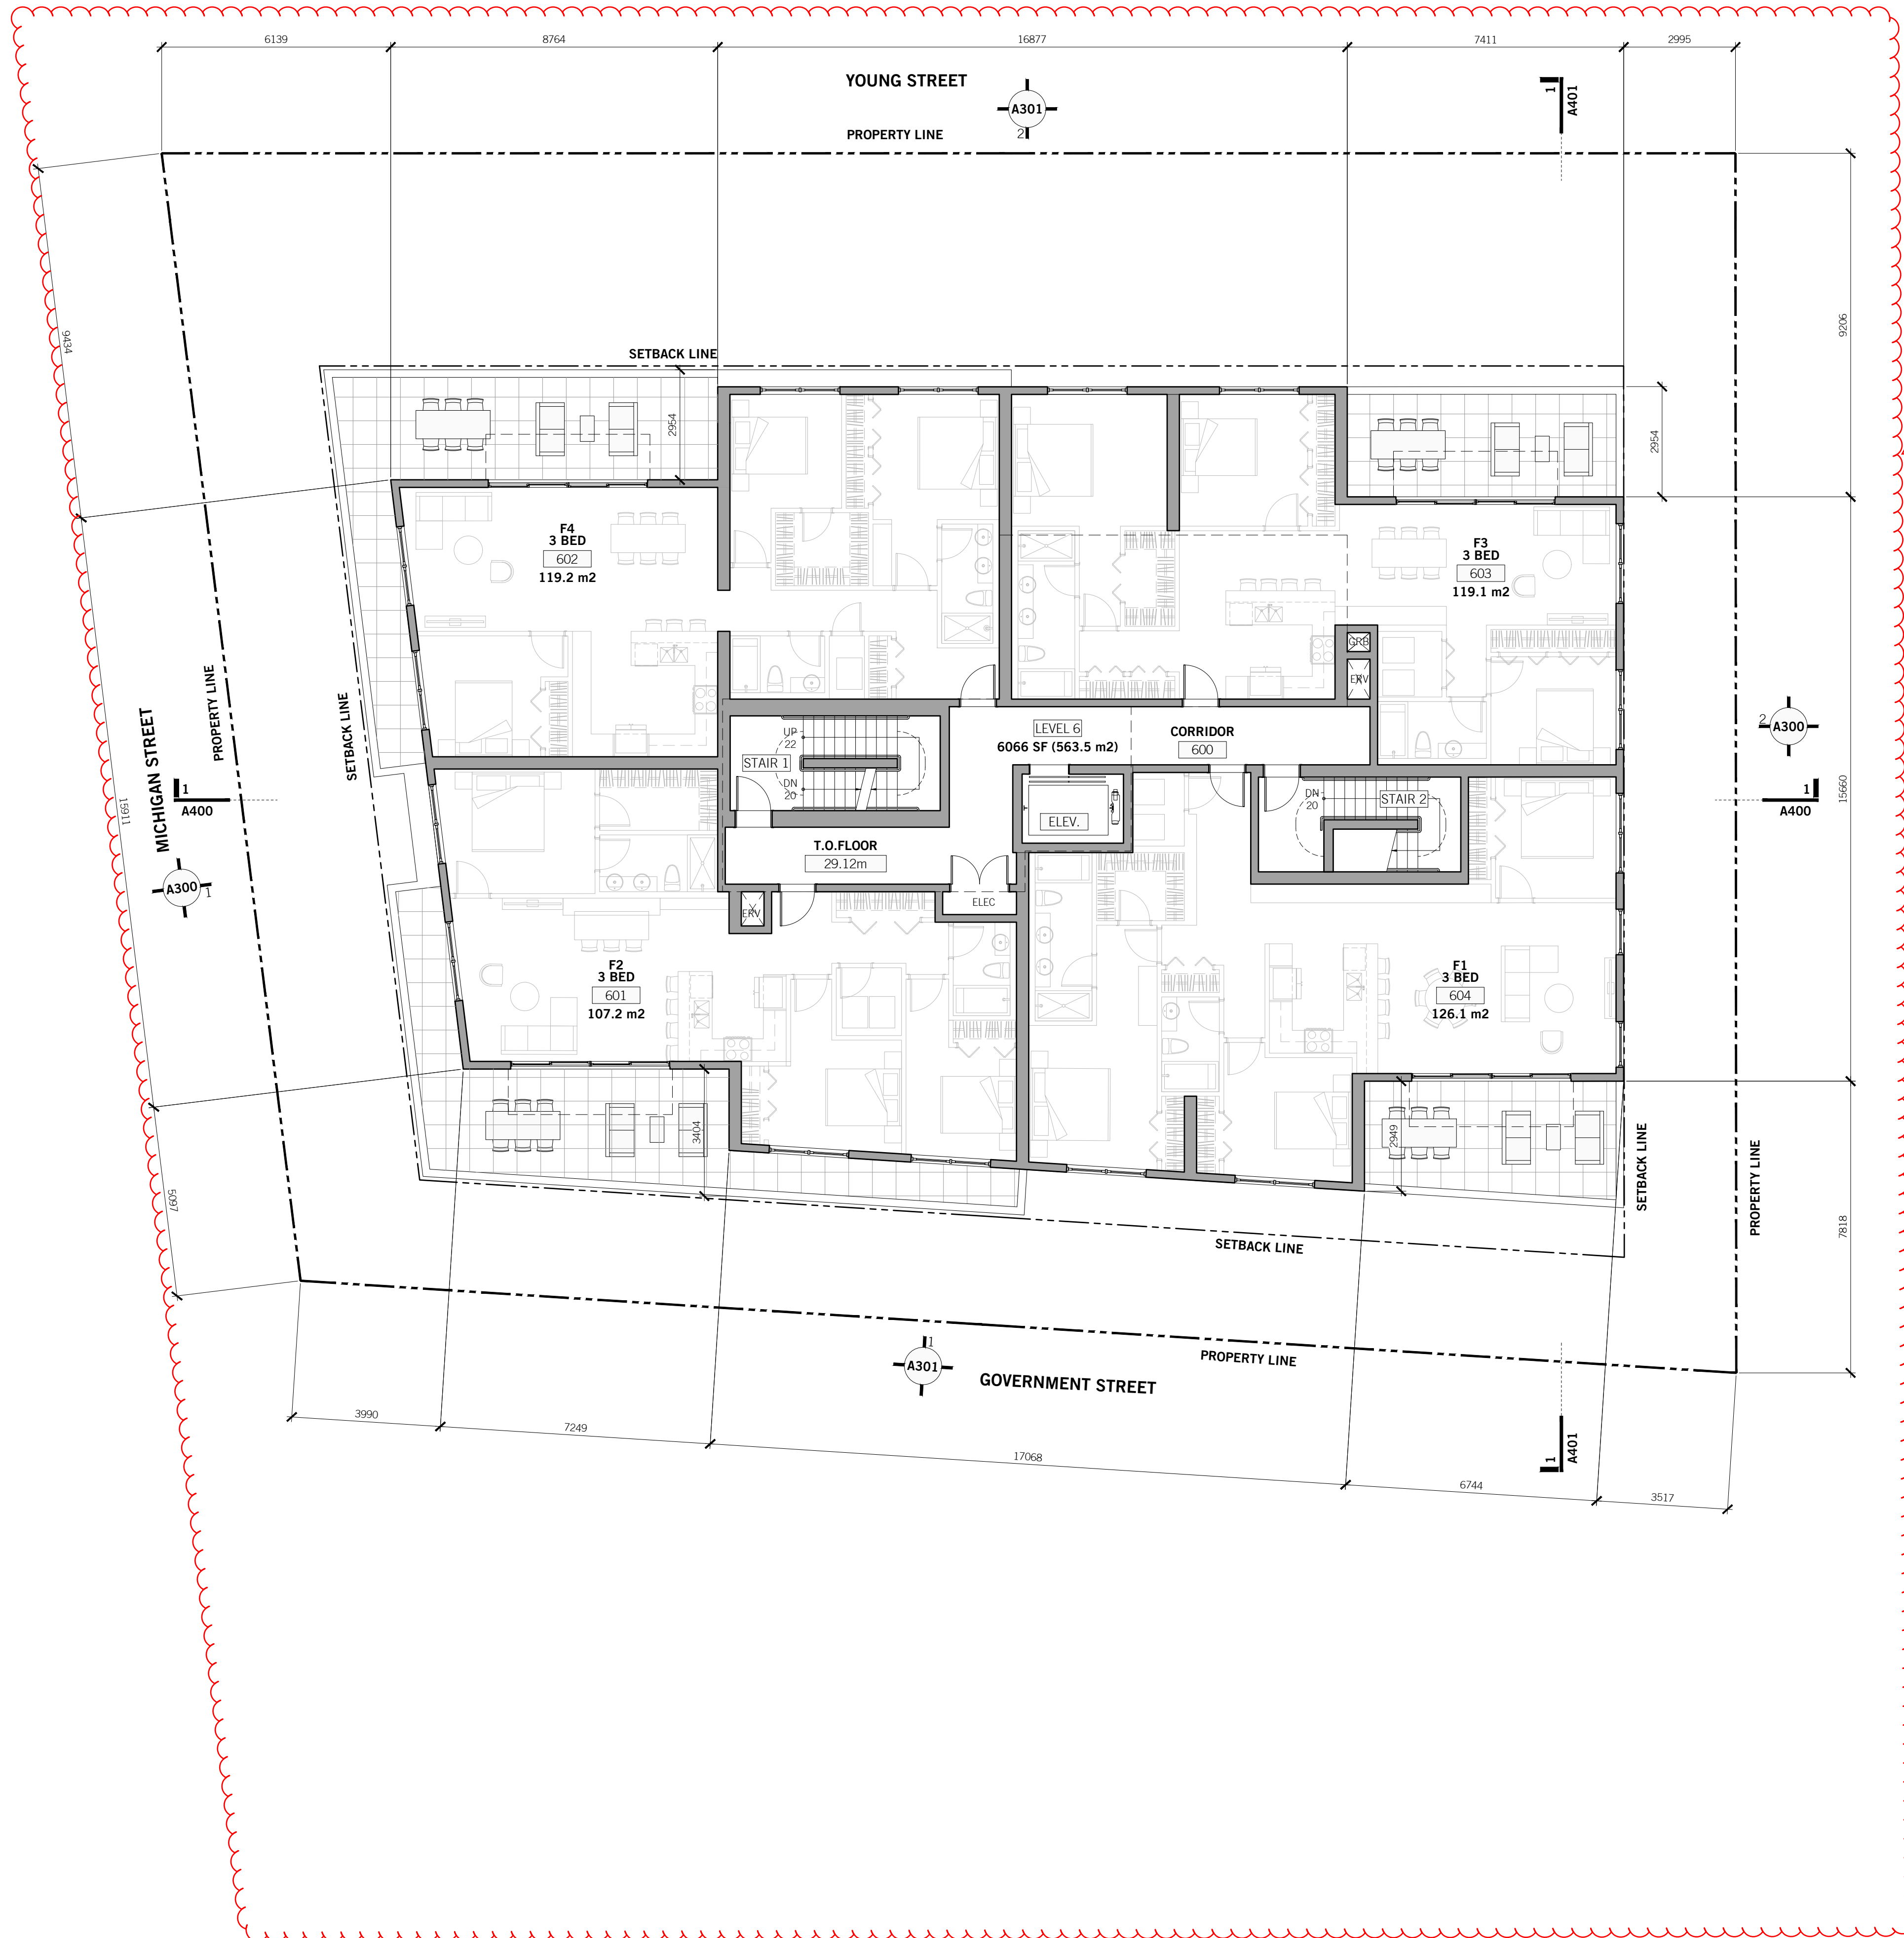 6139
8764
16877
7411
2995
YOUNG STREET
A301
2
1
A401
PROPERTY LINE
9434
9206
SETBACK LINE
2954
2954
F4
3 BED
602
119.2 m2
F3
3 BED
603
119.1 m2
GRB
ERV
PROPERTY LINE
SETBACK LINE
MICHIGAN STREET
UP
22
STAIR 1
DN
20
LEVEL 6
6066 SF (563.5 m2)
CORRIDOR
600
2
A300
1
A400
15911
DN
20
STAIR 2
1
A400
15660
ELEV.
T.O.FLOOR
29.12m
A300
1
ERV
ELEC
F2
3 BED
601
107.2 m2
F1
3 BED
604
126.1 m2
3404
2949
SETBACK LINE
PROPERTY LINE
5097
7818
SETBACK LINE
PROPERTY LINE
1
A301
GOVERNMENT STREET
3990
7249
17068
6744
3517
1
A401